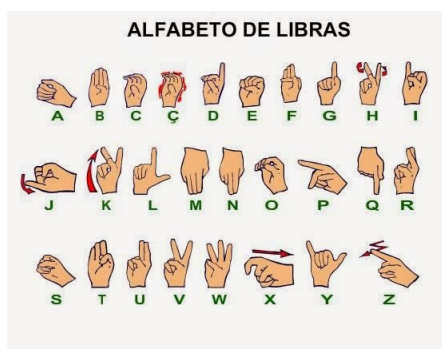 ALFABETO DE LIBRAS
A B C Ç D E F G H I
J K L M N O P Q R
S T U V W X Y Z